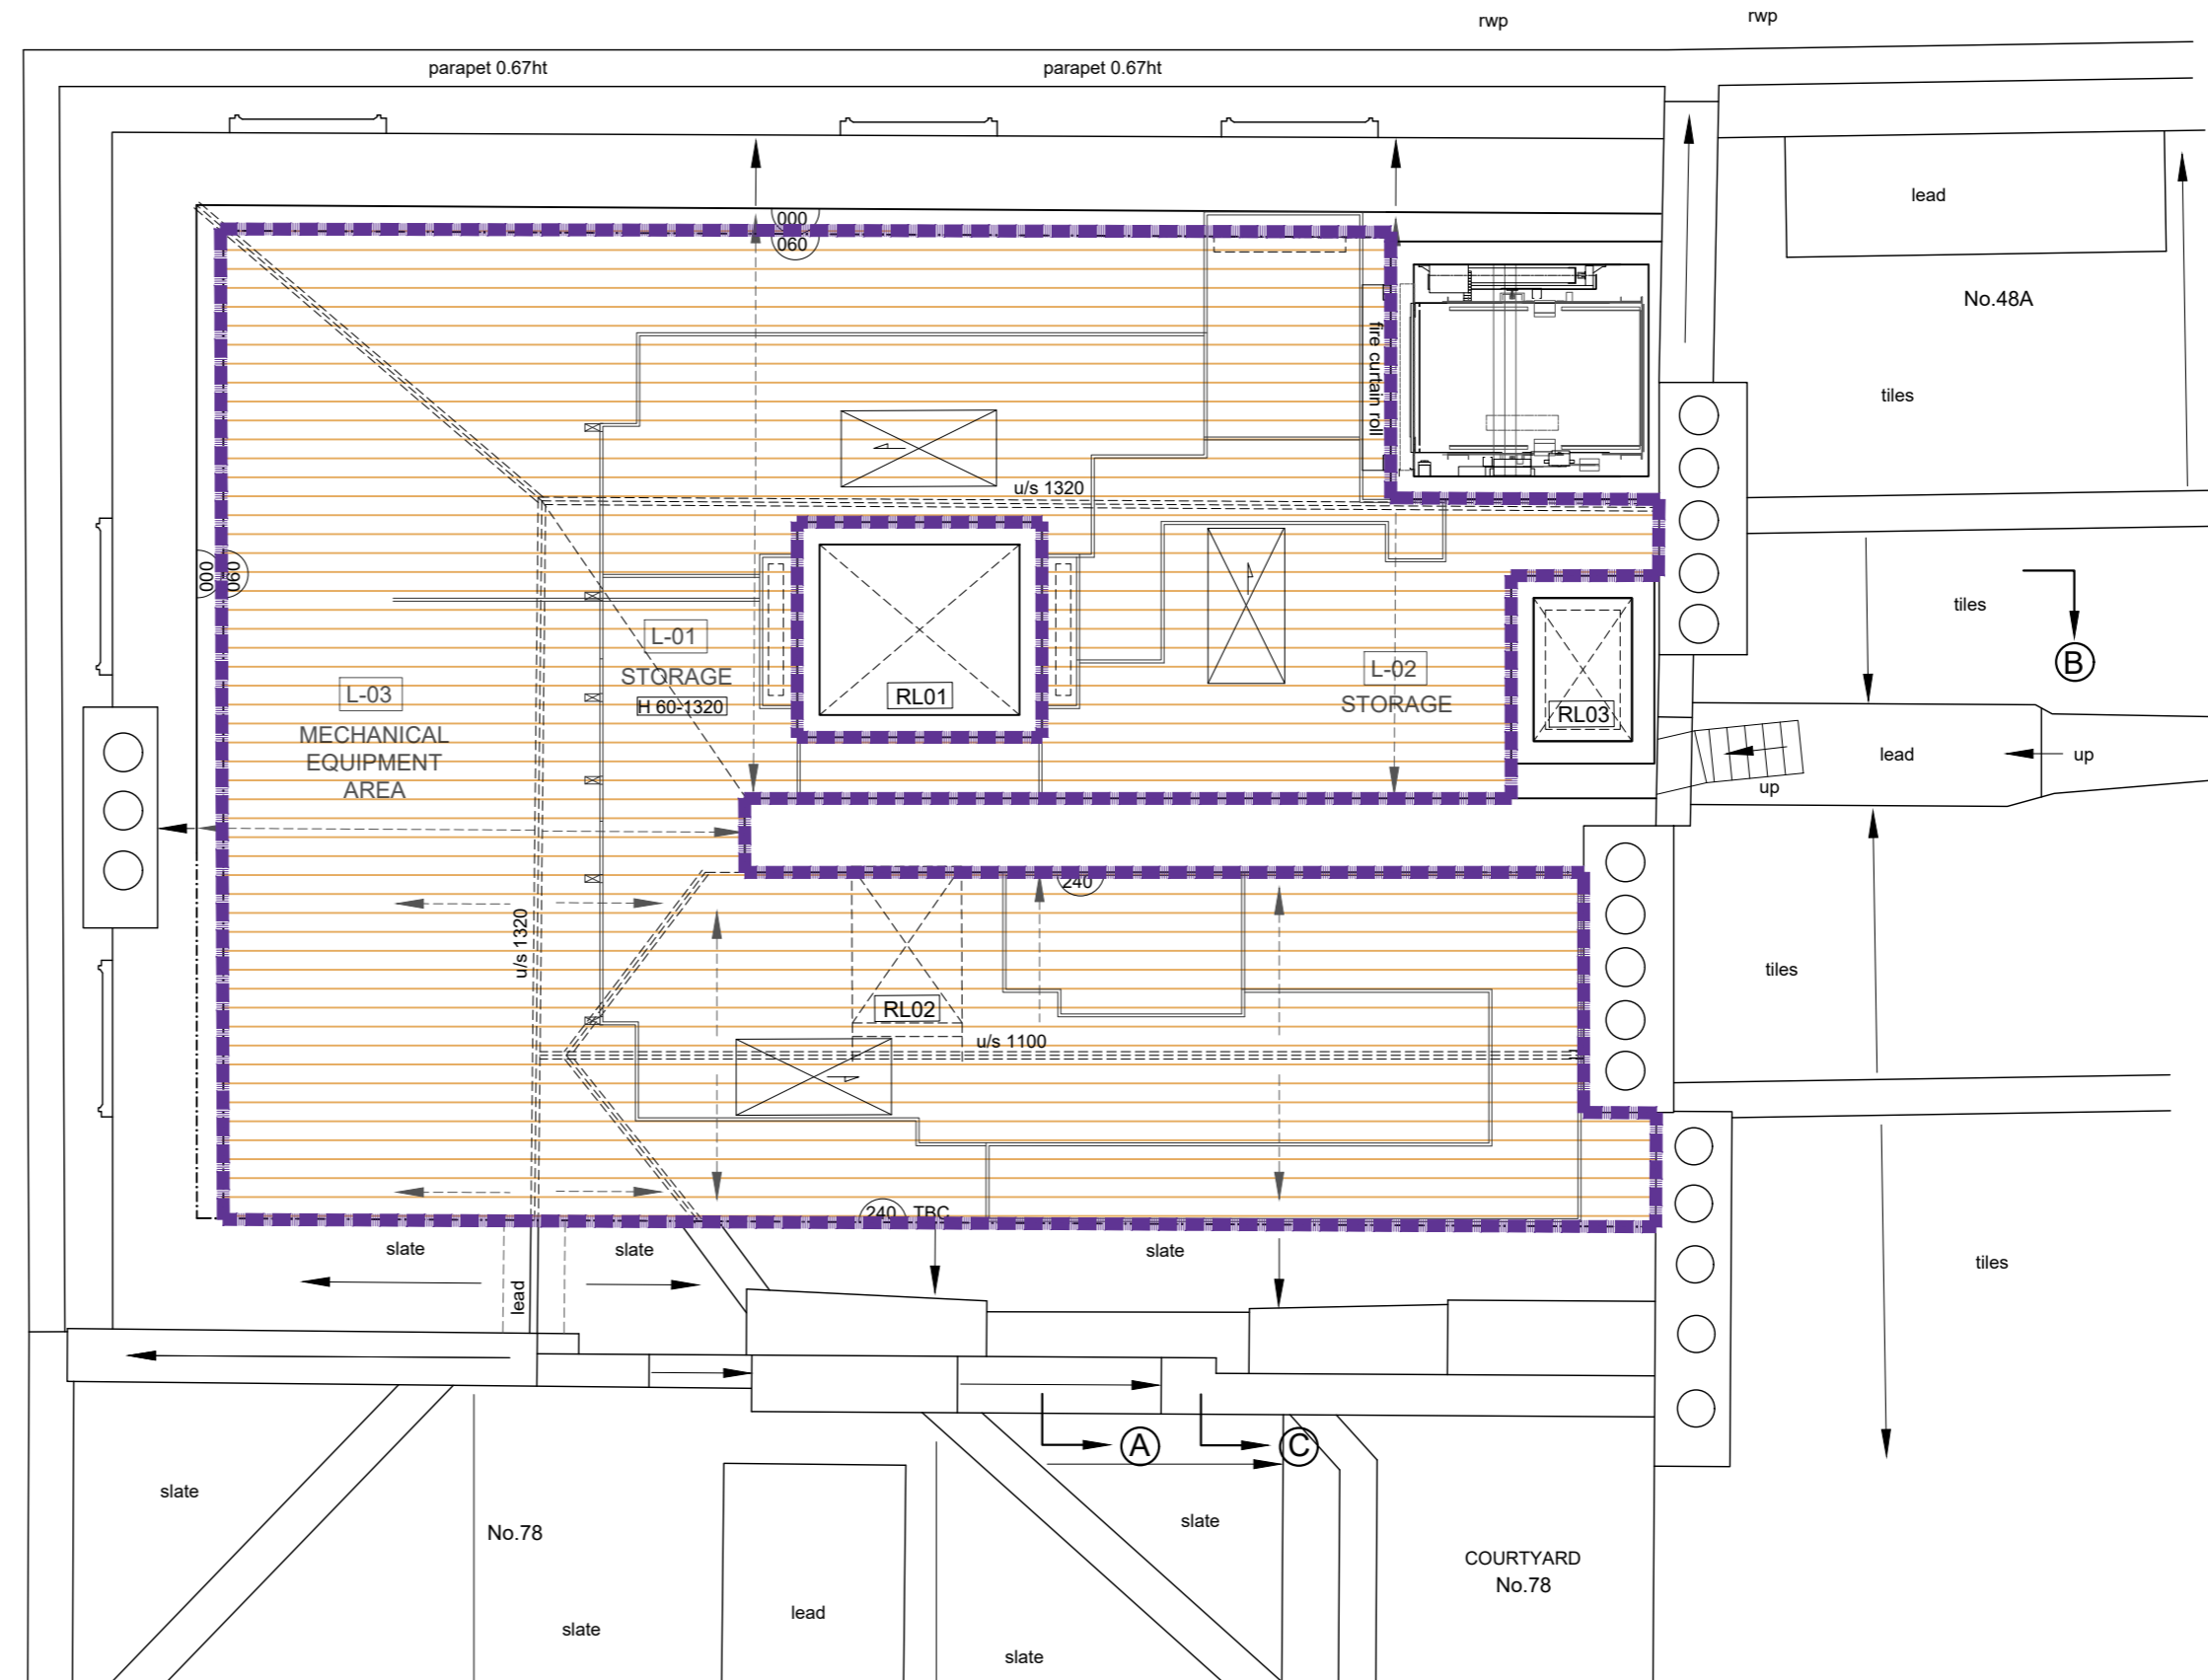 rwp
rwp
parapet 0.67ht
parapet 0.67ht
lead
No.48A
tiles
000
060
fire curtain roll
u/s 1320
000
060
L-01
STORAGE
H 60-1320
L-03
MECHANICAL
EQUIPMENT
AREA
RL01
L-02
STORAGE
RL03
tiles
B
lead
up
up
240
u/s 1320
RL02
u/s 1100
tiles
240 TBC
slate
slate
slate
lead
tiles
A
C
slate
No.78
slate
lead
slate
slate
COURTYARD
No.78